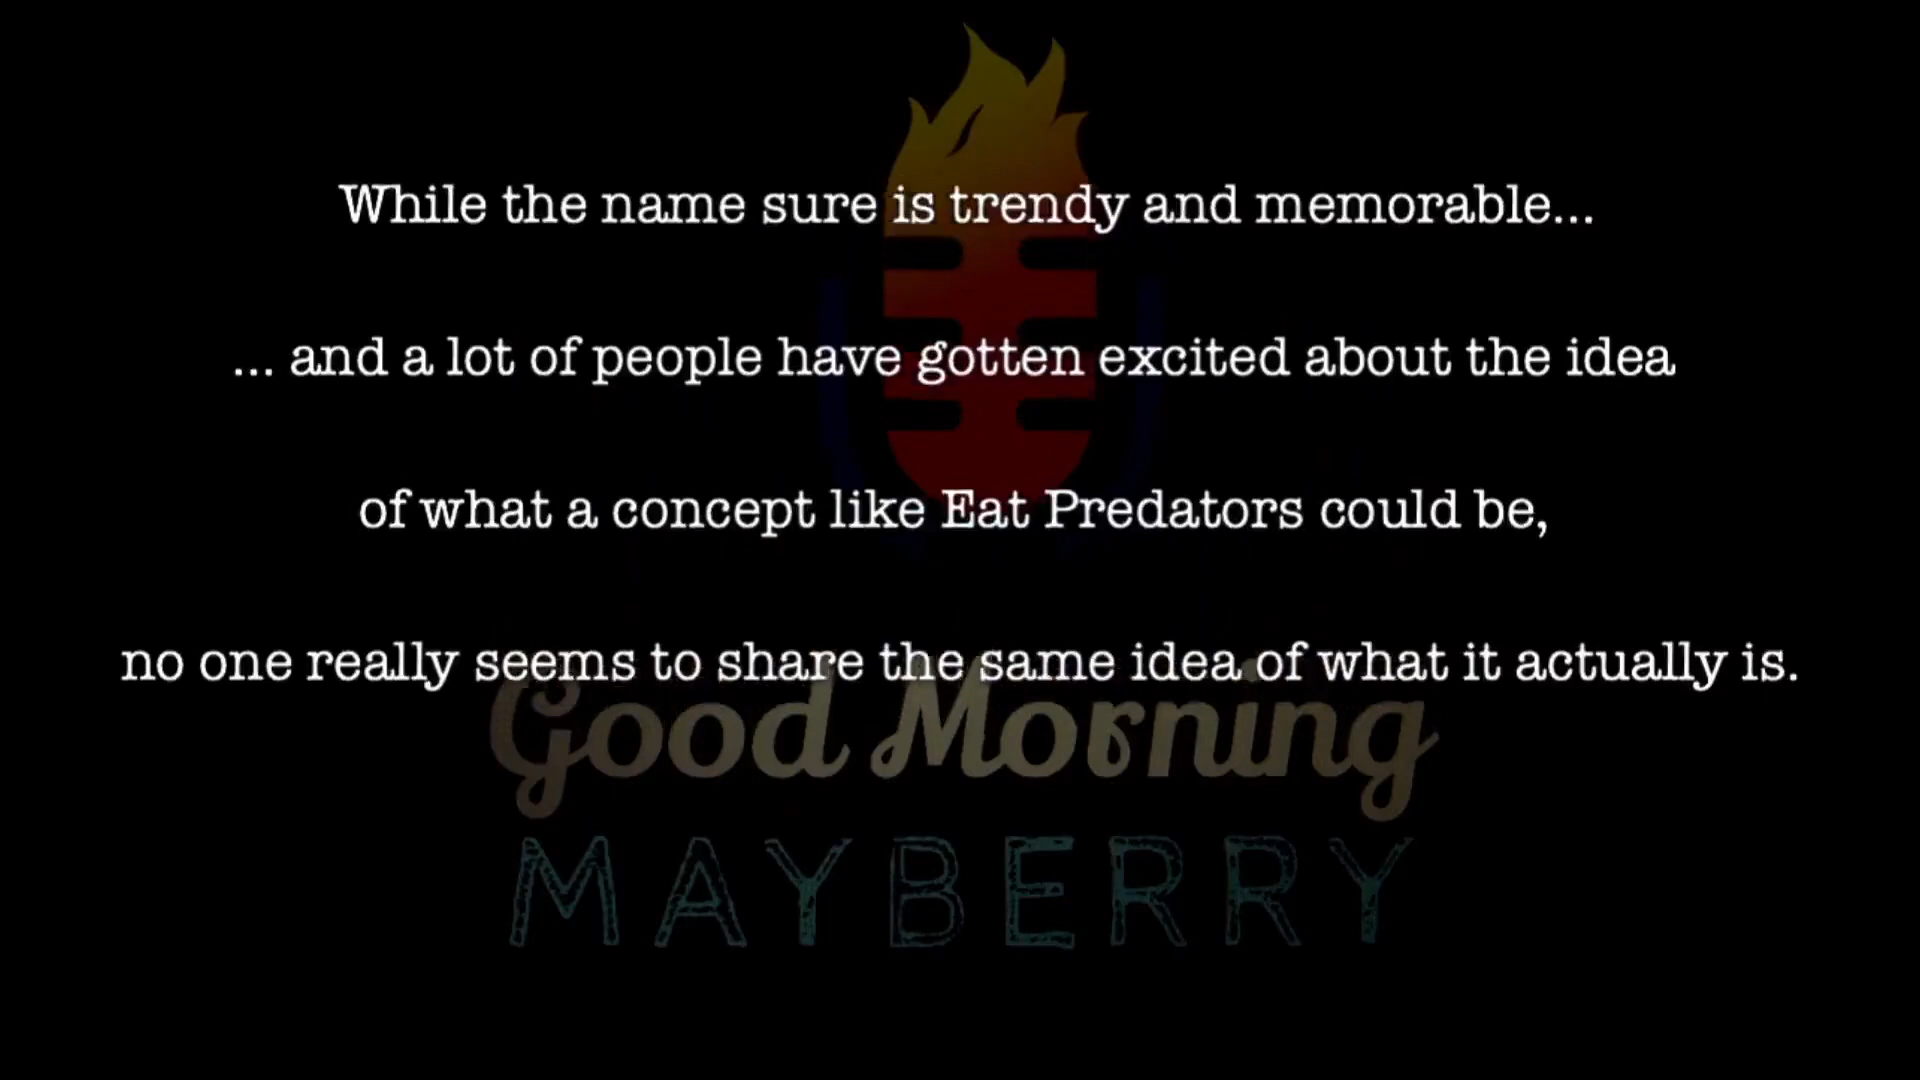 While the name sure is trendy and memorable...
... and a lot of people have gotten excited about the idea
of what a concept like Eat Predators could be,
no one really seems to share the same idea of what it actually is.
Good Morning
MAYBERRY